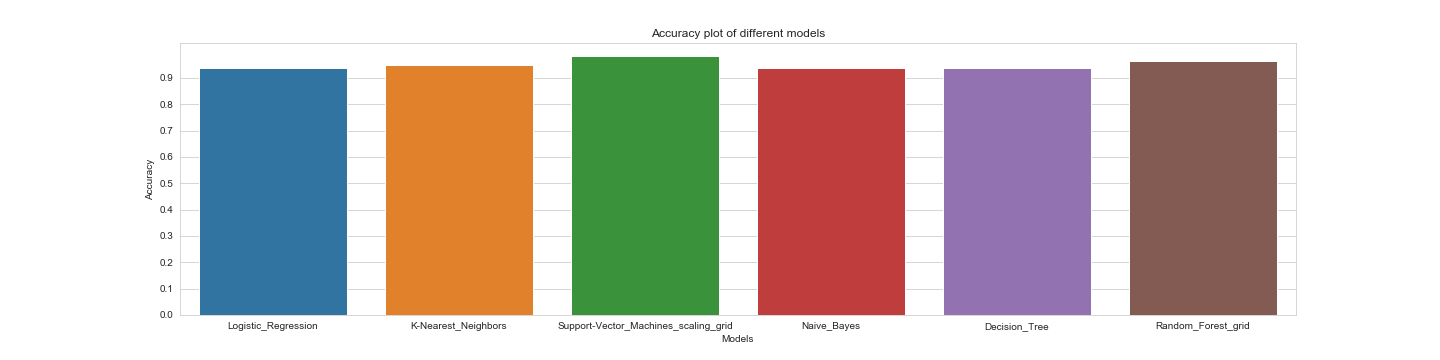 Accuracy plot of different models
Accuracy
0.9
0.8
0.7
0.6
0.5
0.4
0.3
0.2
0.1
0.0
Logistic_Regression K-Nearest_Neighbors Support-Vector_Machines_scaling_grid Naive_Bayes Decision_Tree Random_Forest_grid
Models